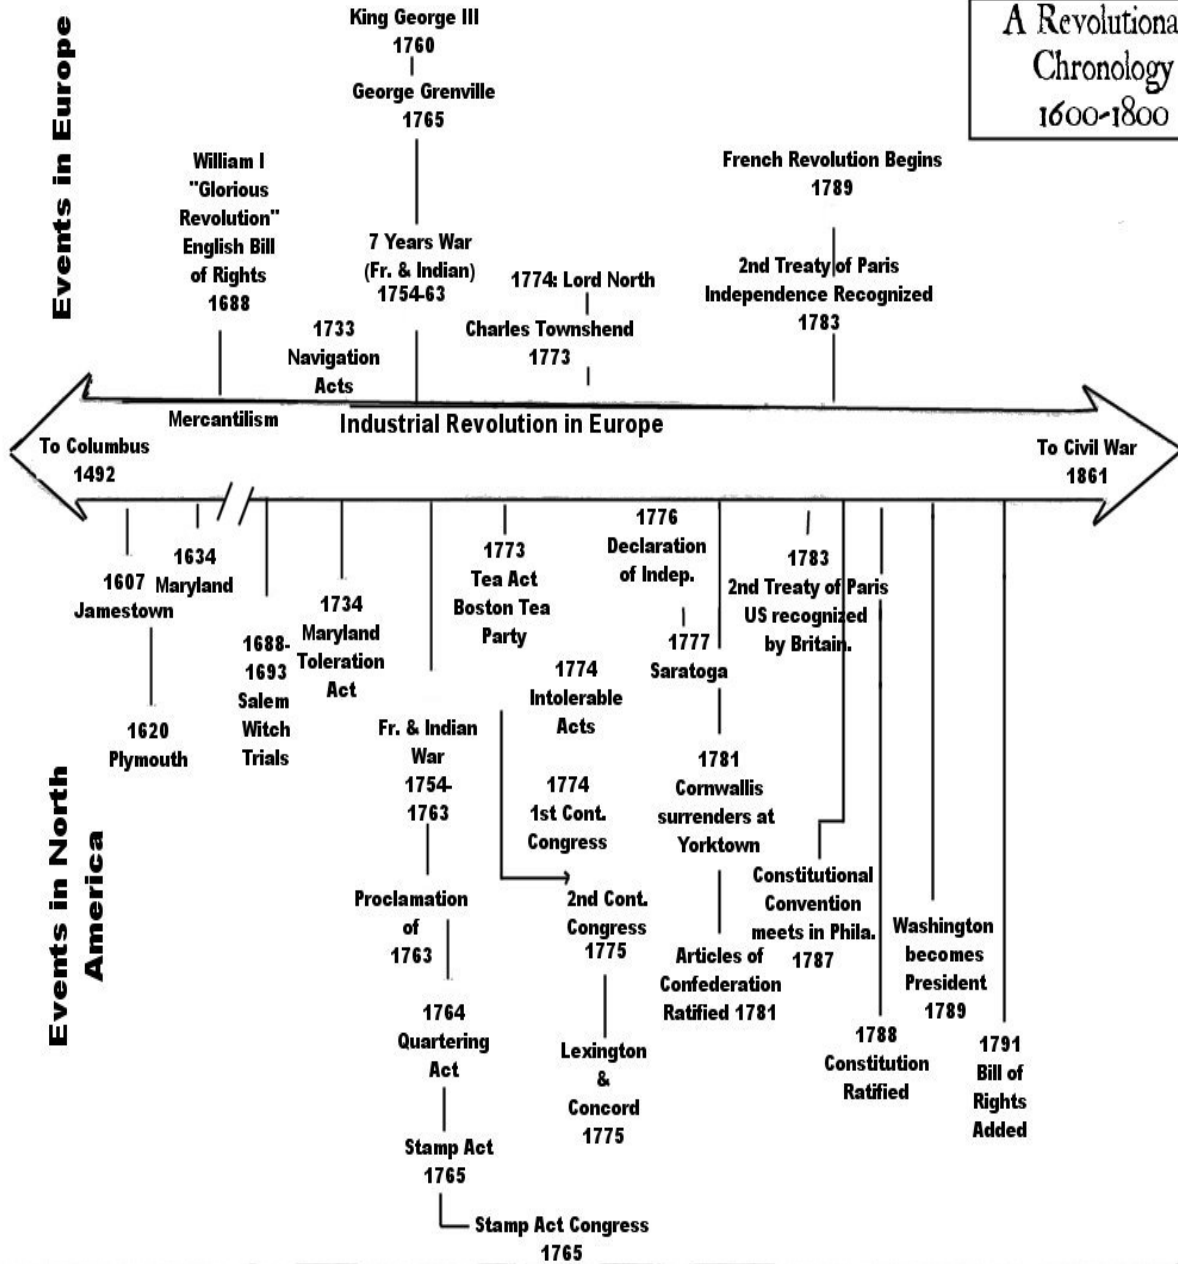 A Revolutiona
Chronology
1600-1800
Events in Europe
King George III
1760
George Grenville
1765
William I
"Glorious
Revolution"
English Bill
of Rights
1688
1733
Navigation
Acts
7 Years War
(Fr. & Indian)
1754-63
1774: Lord North
Charles Townshend
1773
French Revolution Begins
1789
2nd Treaty of Paris
Independence Recognized
1783
Mercantilism
Industrial Revolution in Europe
To Columbus
1492
To Civil War
1861
Events in North
America
1607
Jamestown
1634
Maryland
1620
Plymouth
1688-
1693
Salem
Witch
Trials
1734
Maryland
Toleration
Act
Fr. & Indian
War
1754-
1763
Proclamation
of
1763
1764
Quartering
Act
Stamp Act
1765
Stamp Act Congress
1765
1773
Tea Act
Boston Tea
Party
1774
Intolerable
Acts
1774
1st Cont.
Congress
2nd Cont.
Congress
1775
Lexington
&
Concord
1775
1776
Declaration
of Indep.
1777
Saratoga
1781
Cornwallis
surrenders at
Yorktown
Articles of
Confederation
Ratified 1781
1783
2nd Treaty of Paris
US recognized
by Britain.
Constitutional
Convention
meets in Phila.
1787
1788
Constitution
Ratified
Washington
becomes
President
1789
1791
Bill of
Rights
Added